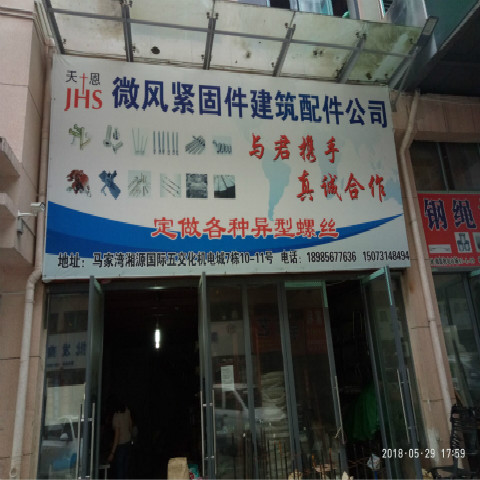 天十恩
JHS
微风紧固件建筑配件公司
与君携手
真诚合作
定做各种异型螺丝
地址：马家湾湘源国际五文化机电城7栋10-11号 电话：18985677636 15073148494
钢绳
2018-05-29 17:59